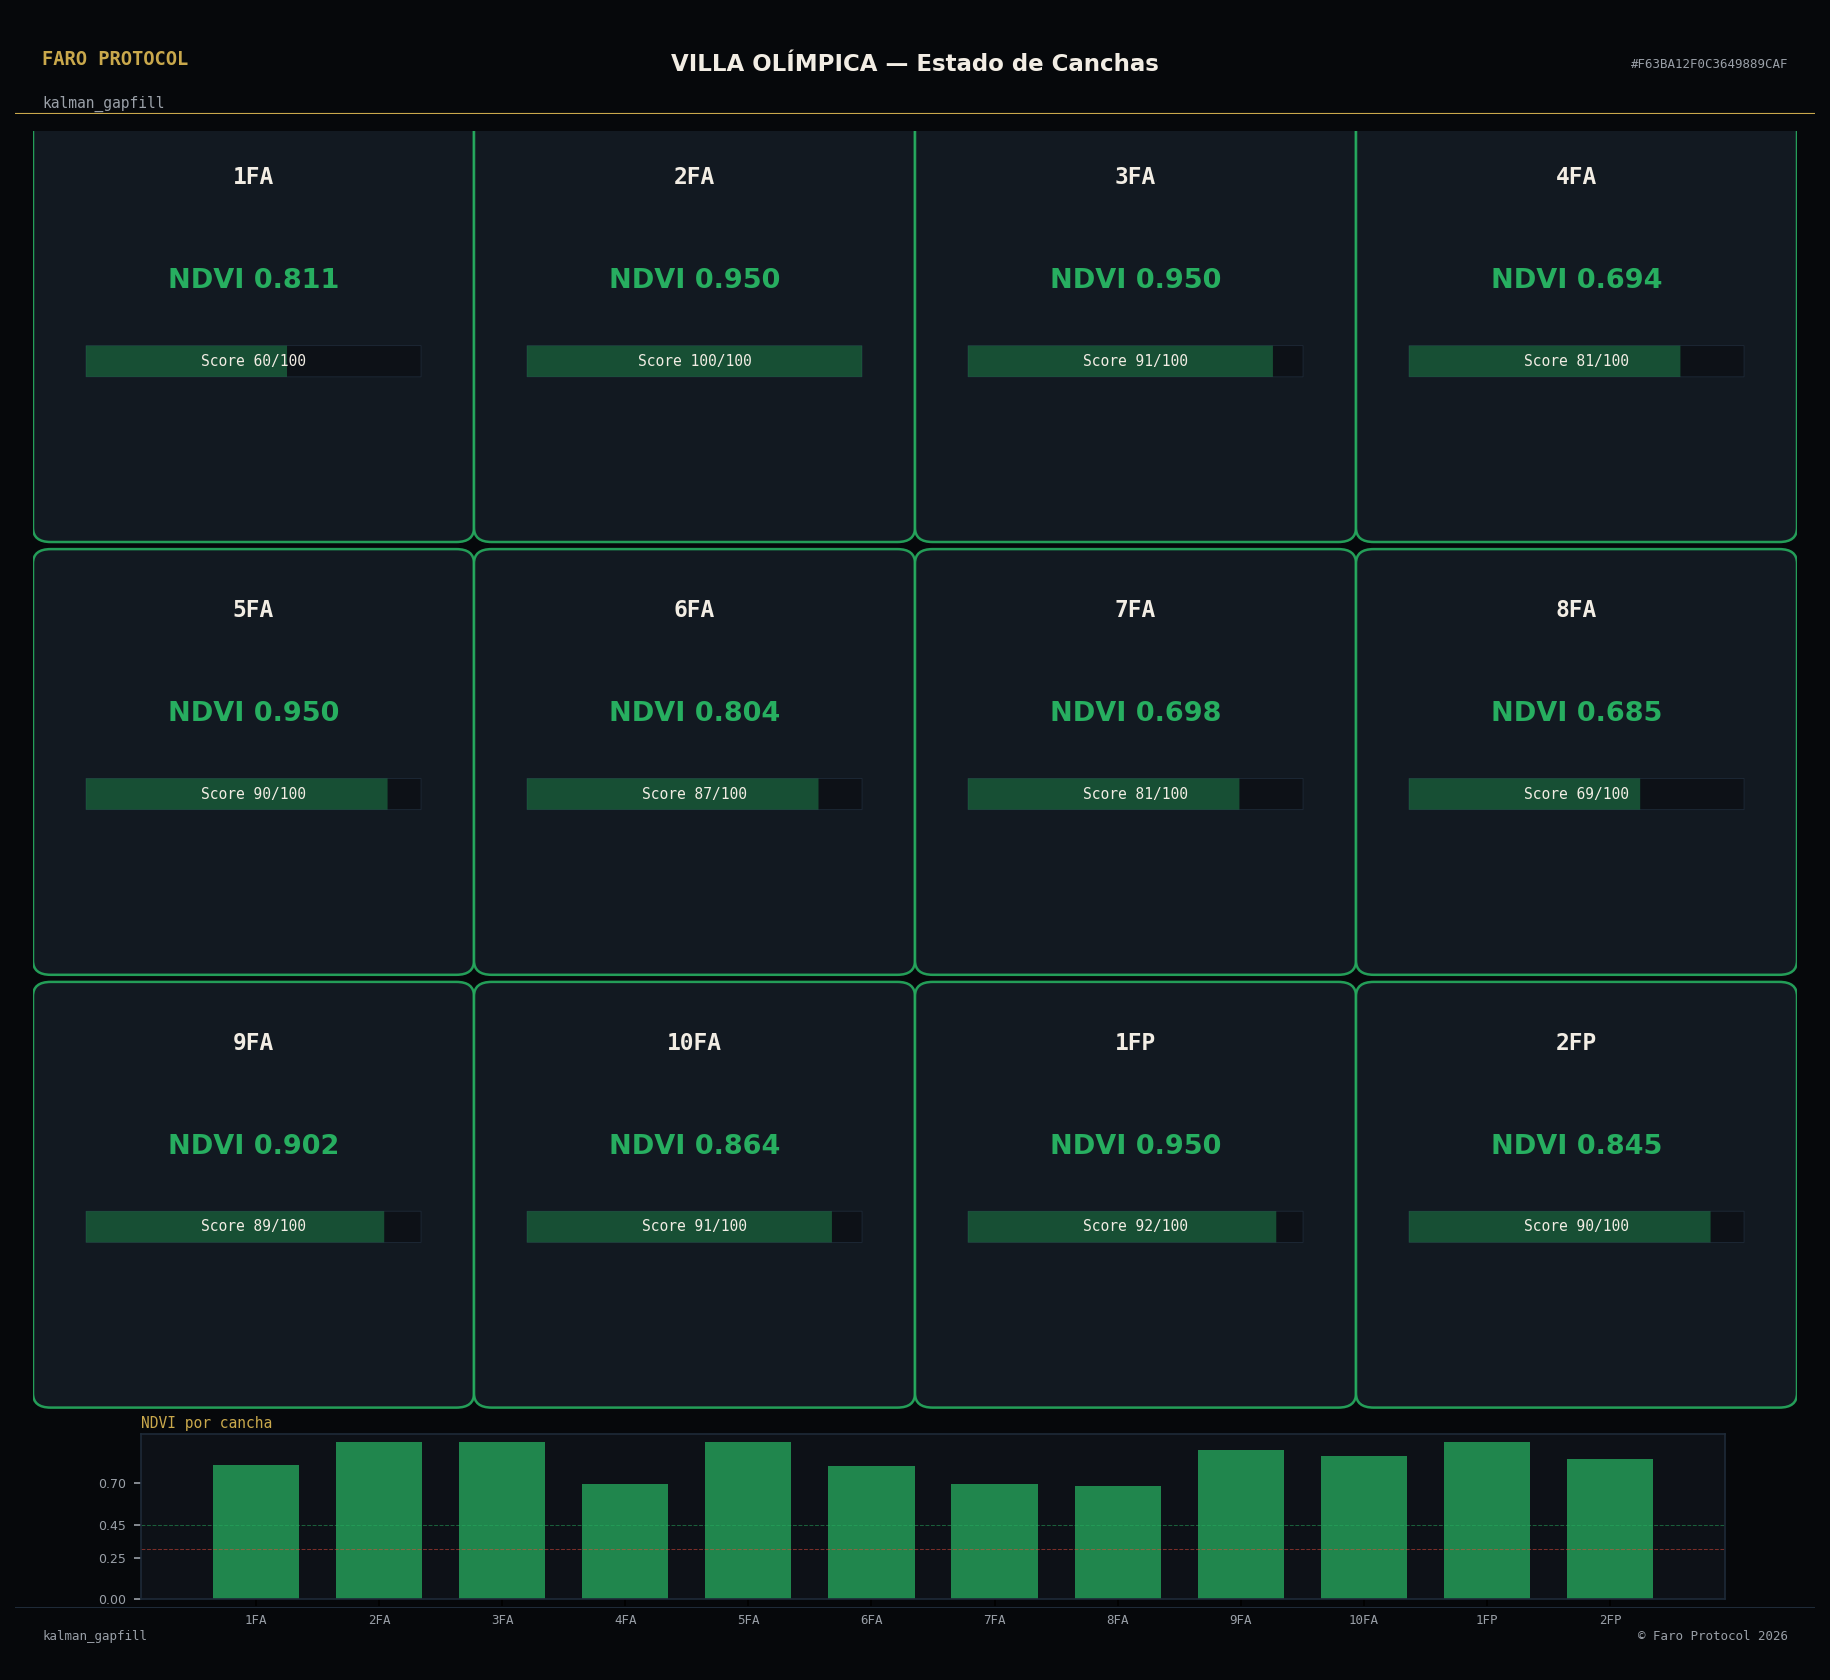 FARO PROTOCOL
VILLA OLÍMPICA — Estado de Canchas
#F63BA12F0C3649889CAF
kalman_gapfill
1FA
2FA
3FA
4FA
NDVI 0.811
NDVI 0.950
NDVI 0.950
NDVI 0.694
Score 60/100
Score 100/100
Score 91/100
Score 81/100
5FA
6FA
7FA
8FA
NDVI 0.950
NDVI 0.804
NDVI 0.698
NDVI 0.685
Score 90/100
Score 87/100
Score 81/100
Score 69/100
9FA
10FA
1FP
2FP
NDVI 0.902
NDVI 0.864
NDVI 0.950
NDVI 0.845
Score 89/100
Score 91/100
Score 92/100
Score 90/100
NDVI por cancha
0.70
0.45
0.25
0.00
1FA
2FA
3FA
4FA
5FA
6FA
7FA
8FA
9FA
10FA
1FP
2FP
kalman_gapfill
© Faro Protocol 2026